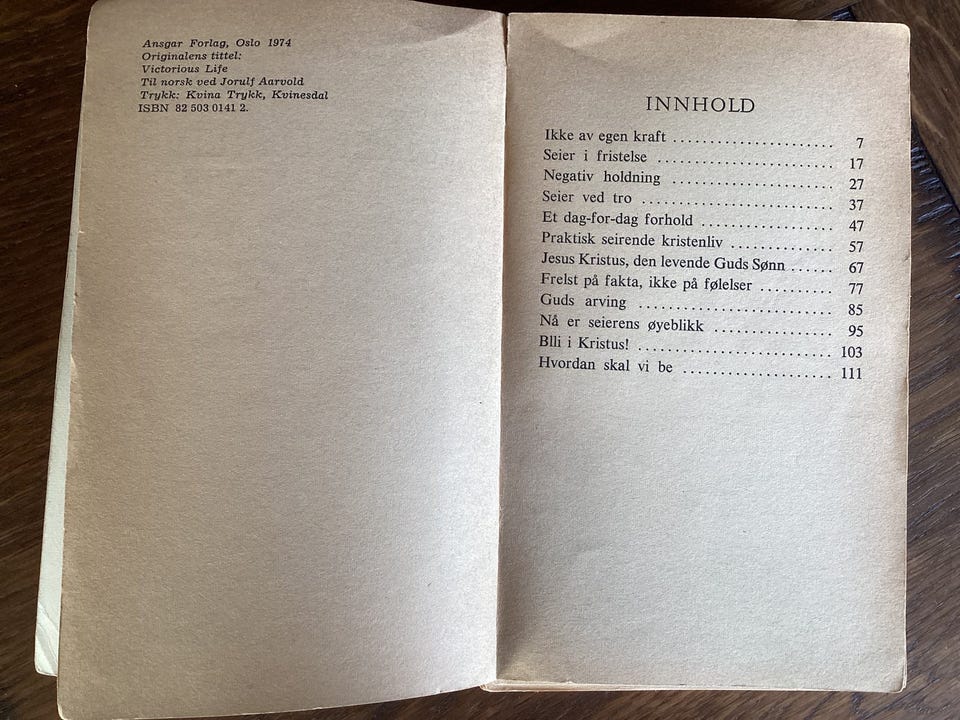 Ansgar Forlag, Oslo 1974
Originalens tittel:
Victorious Life
Til norsk ved Jorulf Aarvold
Trykk: Kvina Trykk, Kvinesdal
ISBN 82 503 0141 2.
INNHOLD
Ikke av egen kraft ........................ 7
Seier i fristelse .......................... 17
Negativ holdning ........................ 27
Seier ved tro ............................. 37
Et dag-for-dag forhold ..................... 47
Praktisk seirende kristenliv ................ 57
Jesus Kristus, den levende Guds Sønn ...... 67
Frelst på fakta, ikke på følelser ........... 77
Guds arving ............................. 85
Nå er seierens øyeblikk .................. 95
Blli i Kristus! ............................. 103
Hvordan skal vi be ...................... 111